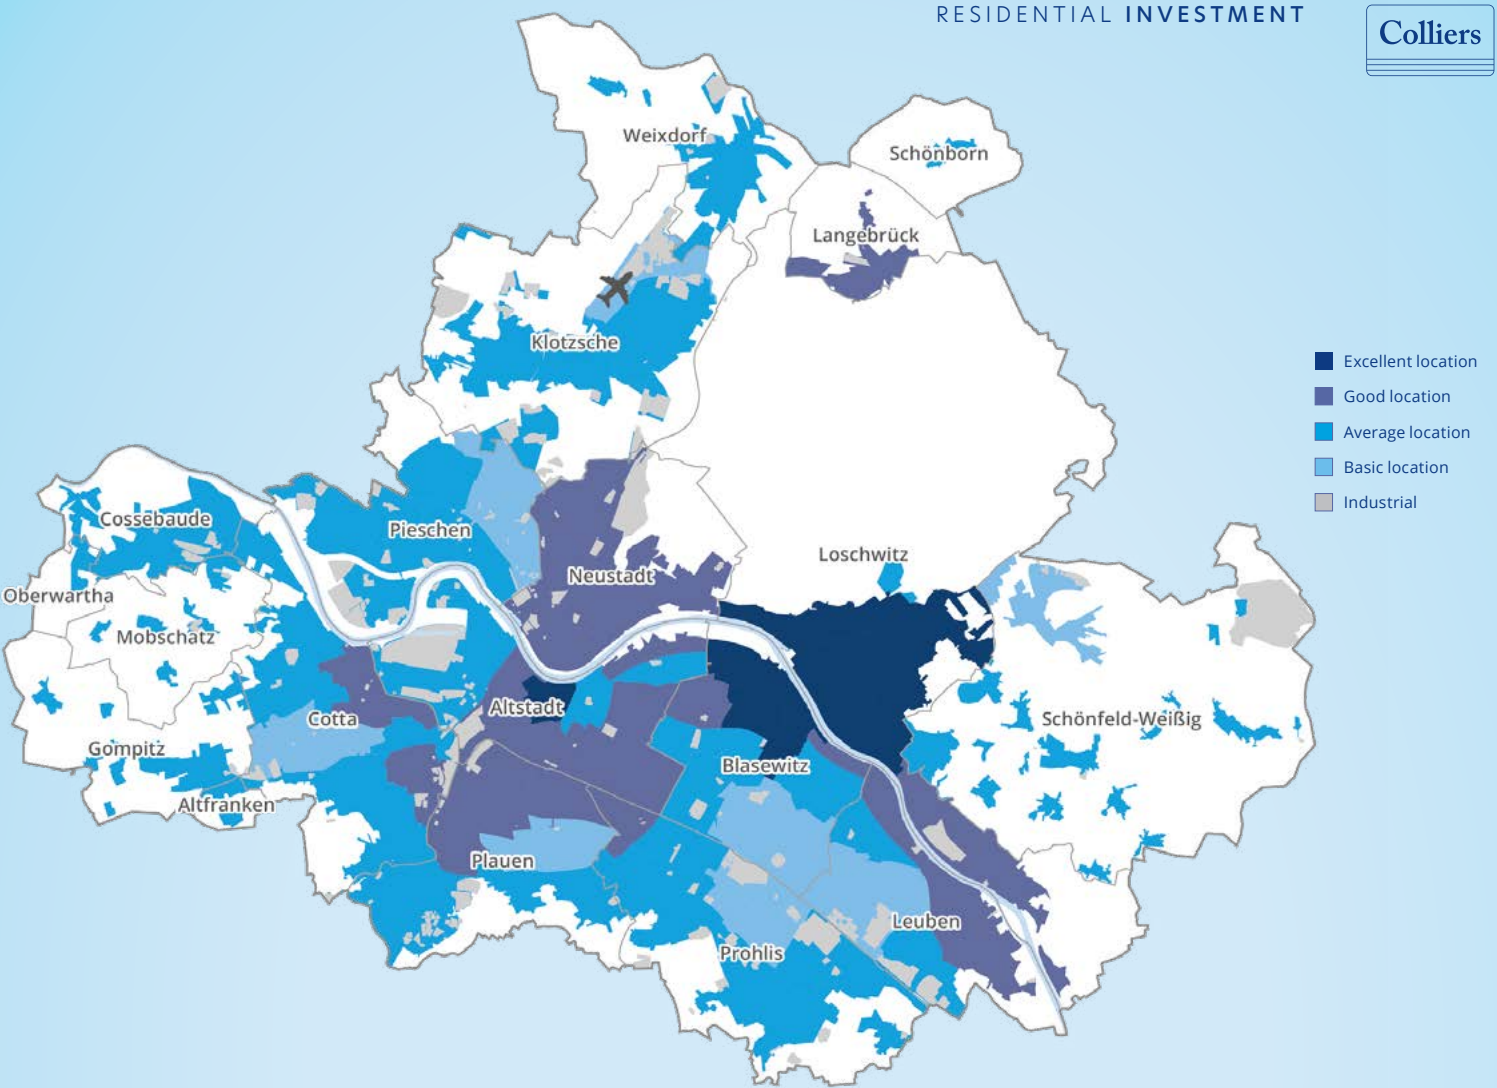 RESIDENTIAL INVESTMENT
Colliers
Weixdorf
Schönborn
Langebrück
Klotzsche
Excellent location
Good location
Average location
Basic location
Industrial
Cossebaude
Pieschen
Loschwitz
Neustadt
Oberwartha
Mobschatz
Altstadt
Cotta
Schönfeld-Weißig
Gompitz
Blasewitz
Altfranken
Plauen
Leuben
Prohlis